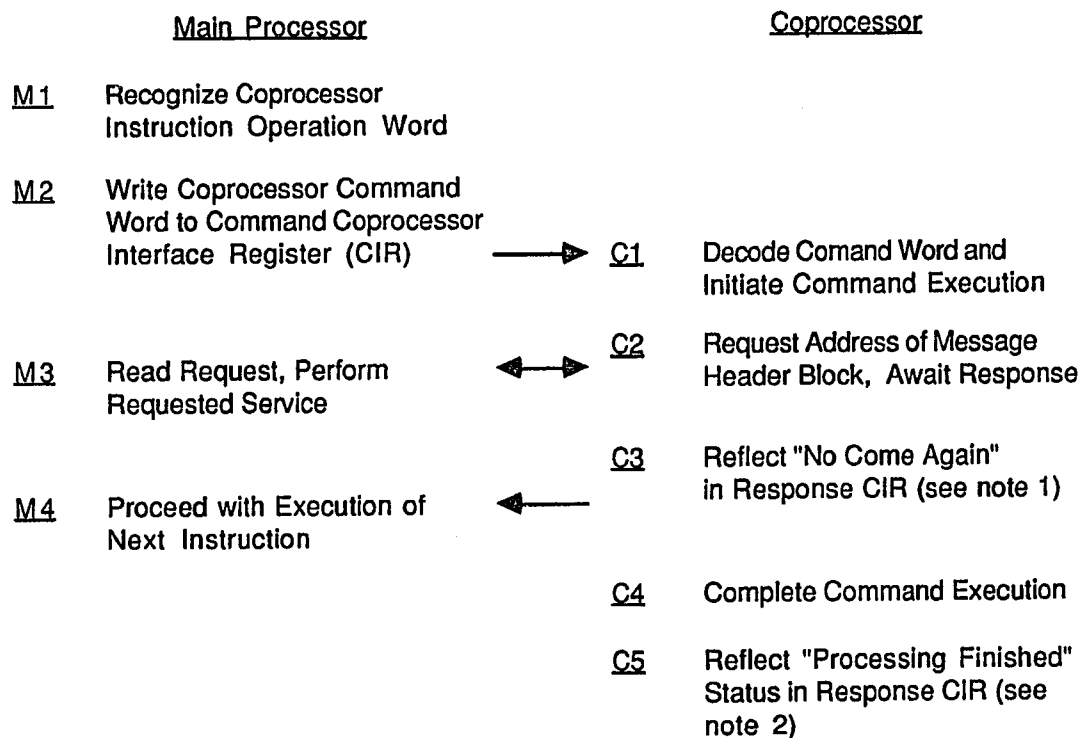 Main Processor
Coprocessor
M1 Recognize Coprocessor
Instruction Operation Word
M2 Write Coprocessor Command
Word to Command Coprocessor
Interface Register (CIR)
C1 Decode Comand Word and
Initiate Command Execution
C2 Request Address of Message
Header Block, Await Response
M3 Read Request, Perform
Requested Service
C3 Reflect "No Come Again"
in Response CIR (see note 1)
M4 Proceed with Execution of
Next Instruction
C4 Complete Command Execution
C5 Reflect "Processing Finished"
Status in Response CIR (see
note 2)